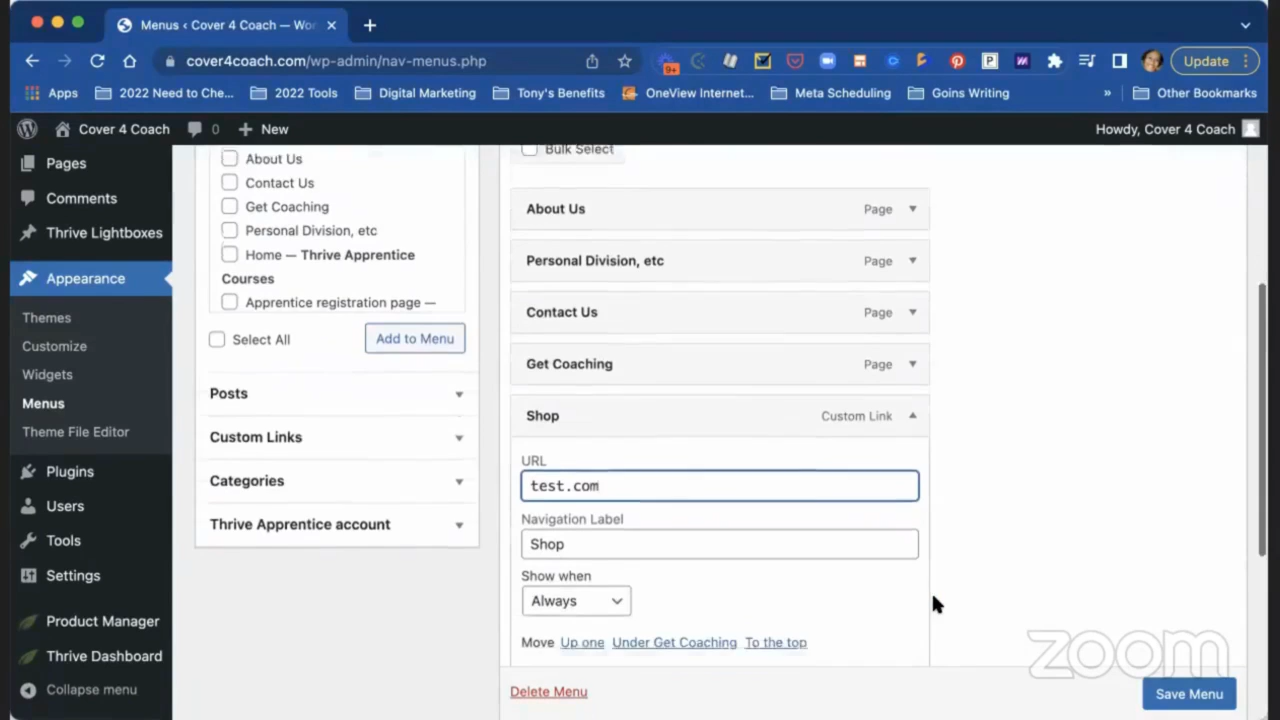 Menus ‹ Cover 4 Coach — Wor
cover4coach.com/wp-admin/nav-menus.php
9+
Update
Apps
2022 Need to Che...
2022 Tools
Digital Marketing
Tony's Benefits
OneView Internet...
Meta Scheduling
Goins Writing
»
Other Bookmarks
Cover 4 Coach
0
New
Howdy, Cover 4 Coach
Pages
Comments
Thrive Lightboxes
Appearance
Themes
Customize
Widgets
Menus
Theme File Editor
Plugins
Users
Tools
Settings
Product Manager
Thrive Dashboard
Collapse menu
About Us
Contact Us
Get Coaching
Personal Division, etc
Home — Thrive Apprentice
Courses
Apprentice registration page —
Select All
Add to Menu
Posts
Custom Links
Categories
Thrive Apprentice account
Bulk Select
About Us Page
Personal Division, etc Page
Contact Us Page
Get Coaching Page
Shop Custom Link
URL
test.com
Navigation Label
Shop
Show when
Always
Move Up one Under Get Coaching To the top
Delete Menu
Save Menu
zoom